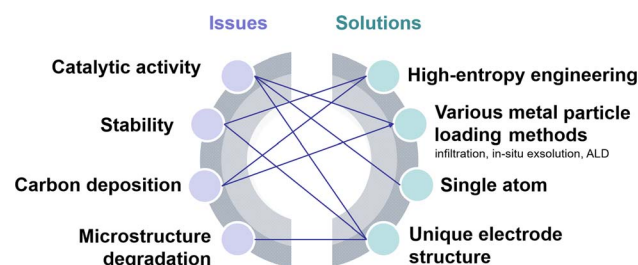 Issues
Solutions
Catalytic activity
High-entropy engineering
Stability
Various metal particle
loading methods
infiltration, in-situ exsolution, ALD
Carbon deposition
Single atom
Microstructure
degradation
Unique electrode
structure